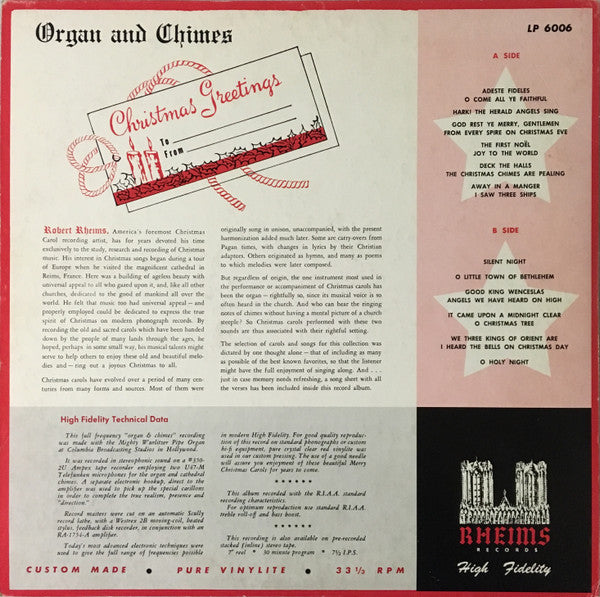 Organ and Chimes
LP 6006
Christmas Greetings
To
From
A SIDE
ADESTE FIDELES
O COME ALL YE FAITHFUL
HARK! THE HERALD ANGELS SING
GOD REST YE MERRY, GENTLEMEN
FROM EVERY SPIRE ON CHRISTMAS EVE
THE FIRST NOËL
JOY TO THE WORLD
DECK THE HALLS
THE CHRISTMAS CHIMES ARE PEALING
AWAY IN A MANGER
I SAW THREE SHIPS
B SIDE
SILENT NIGHT
O LITTLE TOWN OF BETHLEHEM
GOOD KING WENCESLAS
ANGELS WE HAVE HEARD ON HIGH
IT CAME UPON A MIDNIGHT CLEAR
O CHRISTMAS TREE
WE THREE KINGS OF ORIENT ARE
I HEARD THE BELLS ON CHRISTMAS DAY
O HOLY NIGHT
Robert Rheims, America's foremost Christmas
Carol recording artist, has for years devoted his time
exclusively to the study, research and recording of Christmas
music. His interest in Christmas songs began during a tour
of Europe when he visited the magnificent cathedral in
Reims, France. Here was a building of ageless beauty with
universal appeal to all who gazed upon it, and, like all other
churches, dedicated to the good of mankind all over the
world. He felt that music too had universal appeal — and
properly employed could be dedicated to express the true
spirit of Christmas on modern phonograph records. By
recording the old and sacred carols which have been handed
down by the people of many lands through the ages, he
hoped, perhaps in some small way, his musical talents might
serve to help others to enjoy these old and beautiful melo-
dies and — ring out a joyous Christmas to all.
Christmas carols have evolved over a period of many cen-
turies from many forms and sources. Most of them were
originally song in unison, unaccompanied, with the present
harmonization added much later. Some are carry-overs from
Pagan times, with changes in lyrics by their Christian
adaptors. Others originated as hymns, and many as poems
to which melodies were later composed.
But regardless of origin, the one instrument most used in
the performance or accompaniment of Christmas carols has
been the organ — rightfully so, since its musical voice is so
often heard in the church. And who can hear the ringing
notes of chimes without having a mental picture of a church
steeple? So Christmas carols performed with these two
sounds are thus associated with their rightful setting.
The selection of carols and songs for this collection was
dictated by one thought alone — that of including as many
as possible of the best known favorites, so that the listener
might have the full enjoyment of singing along. And . . .
just in case memory needs refreshing, a song sheet with all
the verses has been included inside this record album.
High Fidelity Technical Data
This full frequency "organ & chimes" recording
was made with the Mighty Wurlitzer Pipe Organ
at Columbia Broadcasting Studios in Hollywood.
It was recorded in stereophonic sound on a #350-
2U Ampex tape recorder employing two U47-M
Telefunken microphones for the organ and cathedral
chimes. A separate electronic hookup, direct to the
amplifier was used to pick up the special carillons
in order to complete the true realism, presence and
"direction."
Record masters were cut on an automatic Scully
record lathe, with a Westrex 2B moving-coil, heated
stylus, feedback disk recorder, in conjunction with an
RA-1754-A amplifier.
Today's most advanced electronic techniques were
used to give the full range of frequencies possible
in modern High Fidelity. For good quality reproduc-
tion of this record on standard phonographs or custom
hi-fi equipment, pure crystal clear red vinylite was
used in our custom pressing. The use of a good needle
will assure you enjoyment of these beautiful Merry
Christmas Carols for years to come.
* * * * * *
This album recorded with the R.I.A.A. standard
recording characteristics.
For optimum reproduction use standard R.I.A.A.
treble roll-off and bass boost.
* * * * * *
This recording is also available on pre-recorded
stacked (inline) stereo tape.
7" reel * 30 minute program * 7½ I.P.S.
RHEIMS
RECORDS
High Fidelity
CUSTOM MADE • PURE VINYLITE • 33⅓ RPM